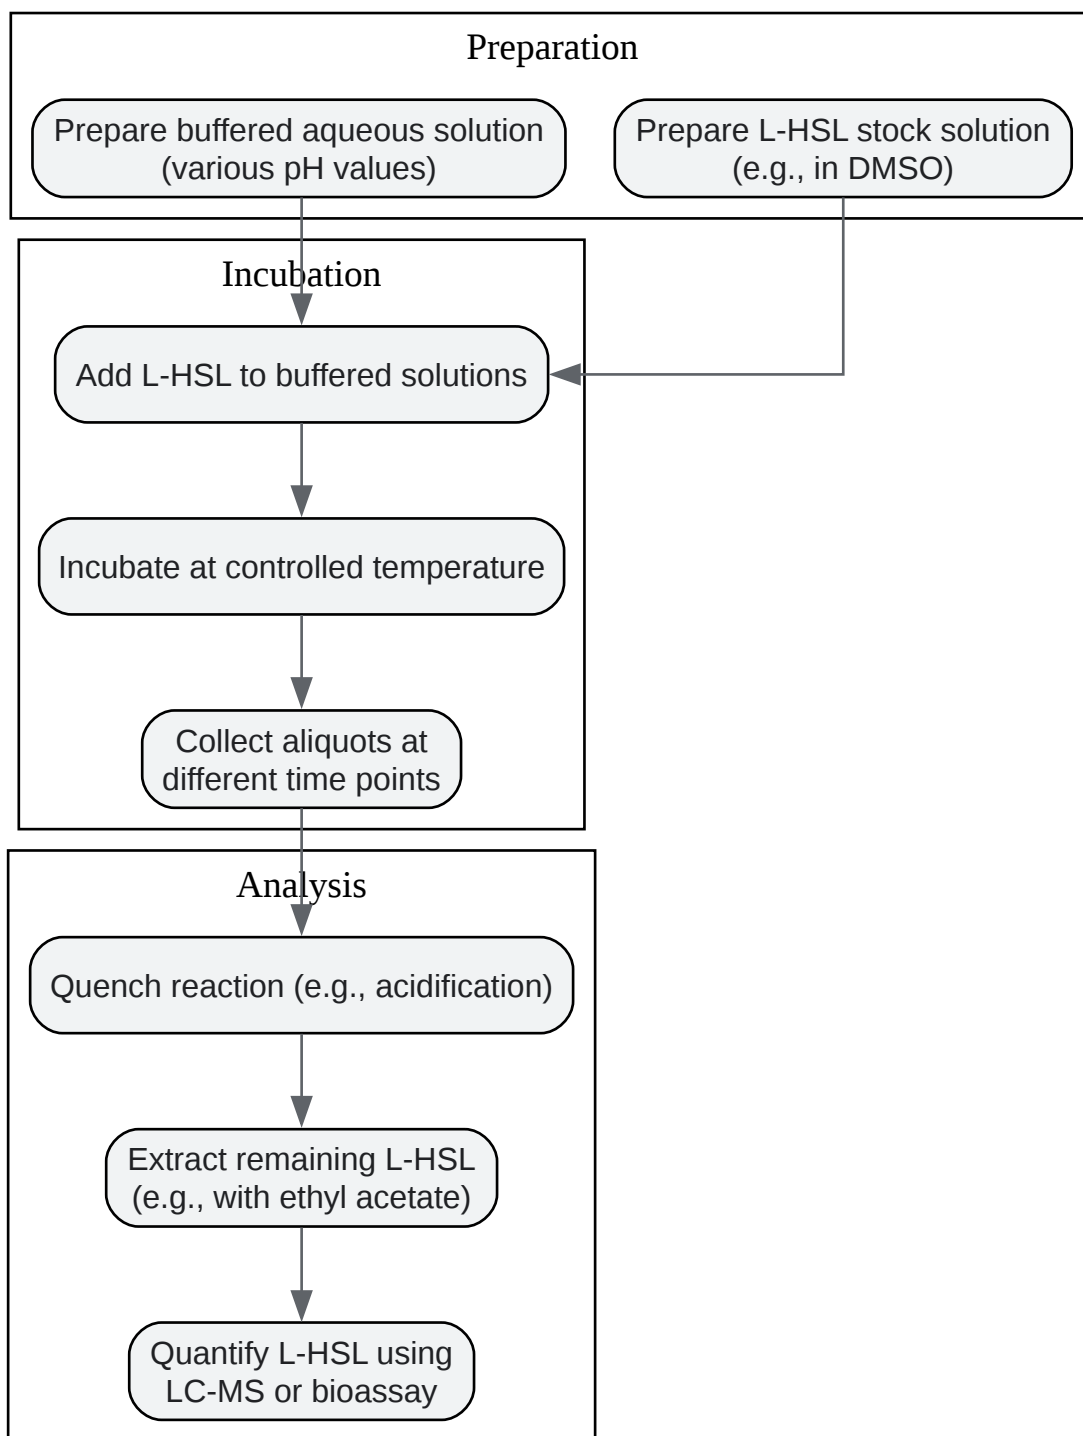 Preparation
Prepare buffered aqueous solution
(various pH values)
Prepare L-HSL stock solution
(e.g., in DMSO)
Incubation
Add L-HSL to buffered solutions
Incubate at controlled temperature
Collect aliquots at
different time points
Analysis
Quench reaction (e.g., acidification)
Extract remaining L-HSL
(e.g., with ethyl acetate)
Quantify L-HSL using
LC-MS or bioassay